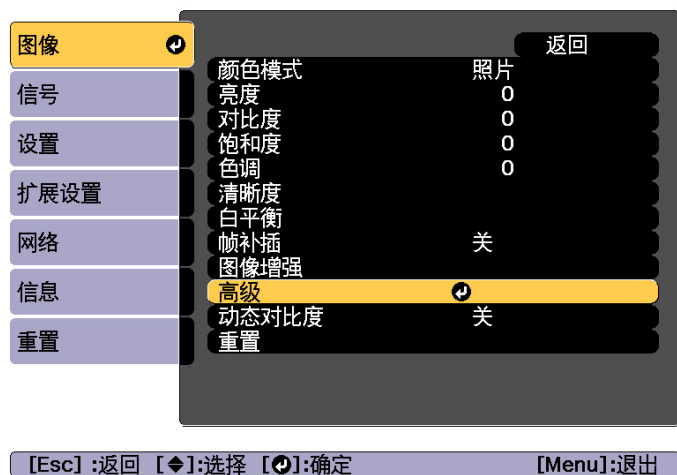 图像
信号
设置
扩展设置
网络
信息
重置
返回
颜色模式 照片
亮度 0
对比度 0
饱和度 0
色调 0
清晰度
白平衡
帧补插 关
图像增强
高级
动态对比度 关
重置
[Esc] :返回 [◆]:选择 [⏎]:确定 [Menu]:退出